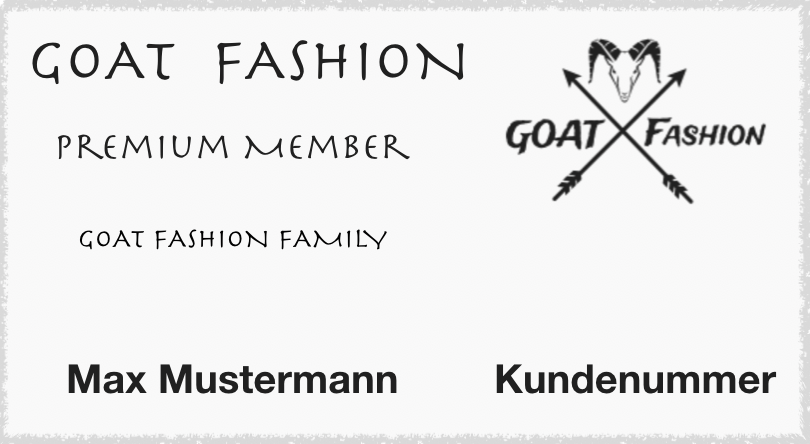 GOAT FASHION
PREMIUM MEMBER
GOAT FASHION FAMILY
GOAT FASHION
Max Mustermann
Kundenummer